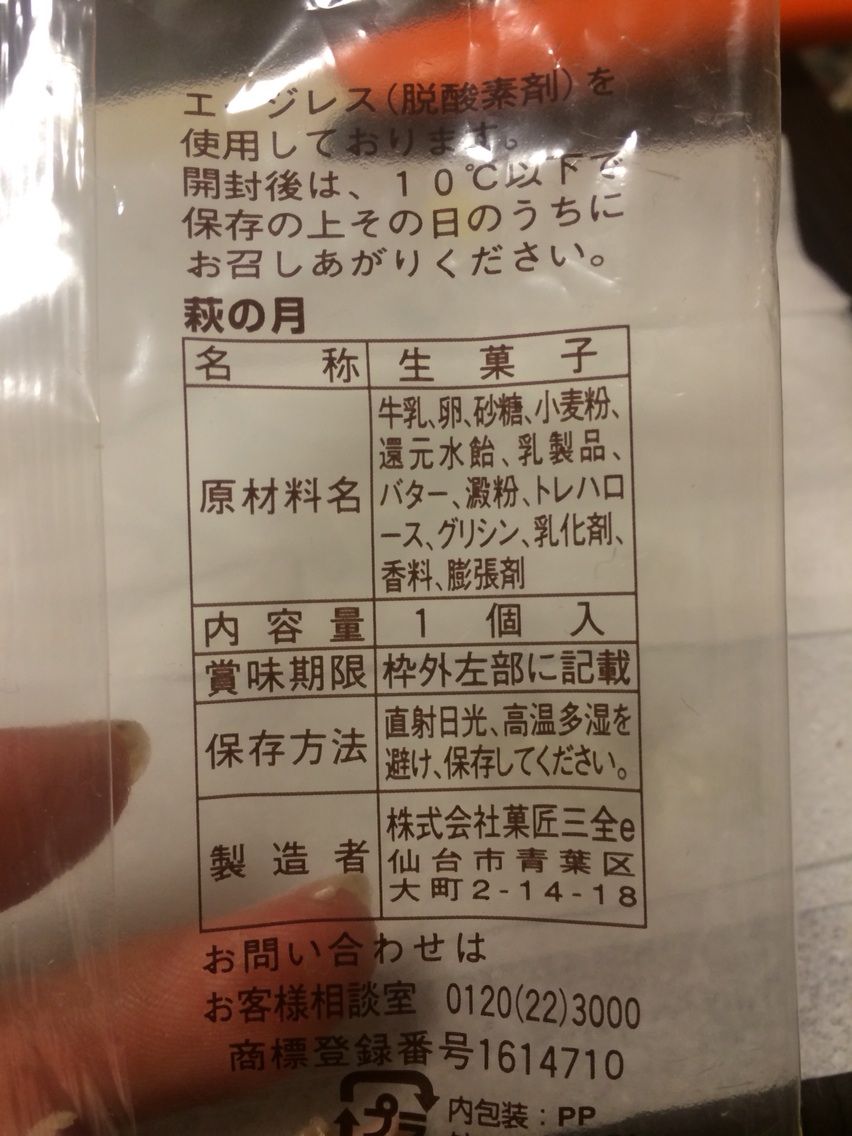 エージレス（脱酸素剤）を
使用しております。
開封後は、１０℃以下で
保存の上その日のうちに
お召しあがりください。
萩の月
名称 生菓子
原材料名 牛乳、卵、砂糖、小麦粉、
還元水飴、乳製品、
バター、澱粉、トレハロ
ース、グリシン、乳化剤、
香料、膨張剤
内容量 1個入
賞味期限 枠外左部に記載
保存方法 直射日光、高温多湿を
避け、保存してください。
製造者 株式会社菓匠三全e
仙台市青葉区
大町2-14-18
お問い合わせは
お客様相談室 0120(22)3000
商標登録番号1614710
プラ 内包装：PP